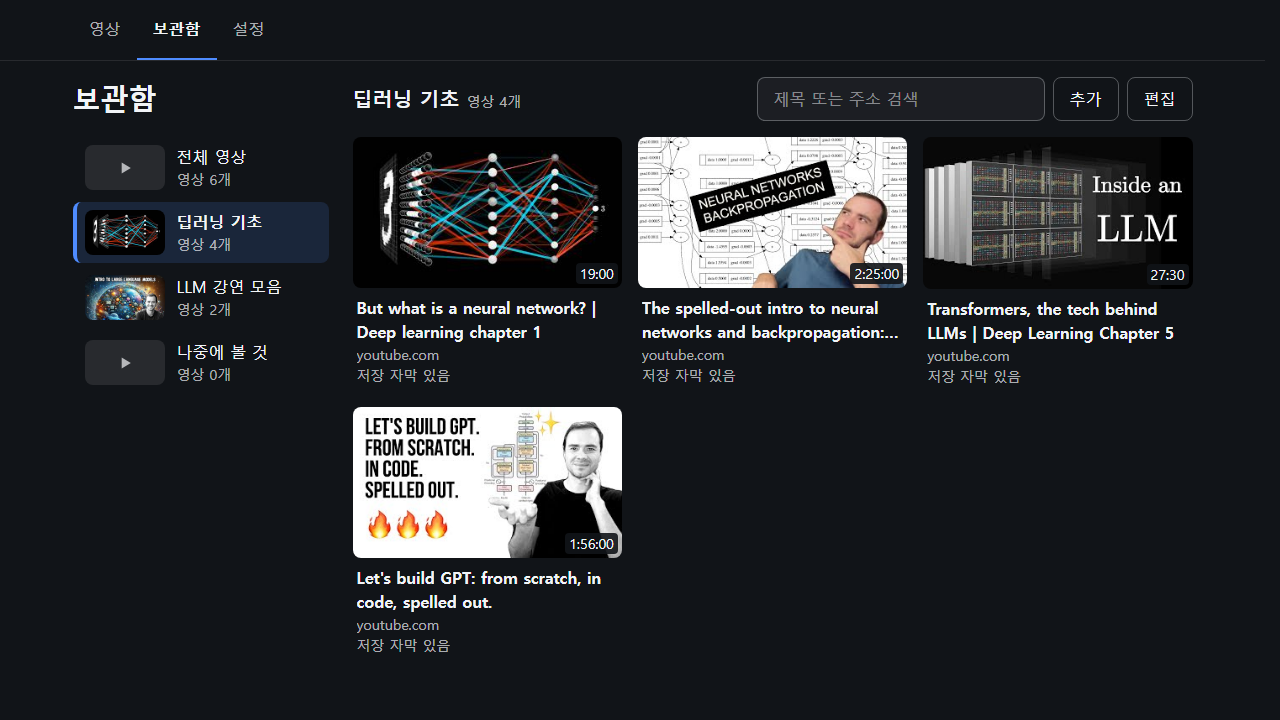 영상
보관함
설정
보관함
전체 영상
영상 6개
딥러닝 기초
영상 4개
INTRO TO LARGE LANGUAGE MODELS
LLM 강연 모음
영상 2개
나중에 볼 것
영상 0개
딥러닝 기초 영상 4개
제목 또는 주소 검색
추가
편집
19:00
But what is a neural network? |
Deep learning chapter 1
youtube.com
저장 자막 있음
NEURAL NETWORKS
BACKPROPAGATION
2:25:00
The spelled-out intro to neural
networks and backpropagation:...
youtube.com
저장 자막 있음
Inside an
LLM
27:30
Transformers, the tech behind
LLMs | Deep Learning Chapter 5
youtube.com
저장 자막 있음
LET'S BUILD GPT.
FROM SCRATCH.
IN CODE.
SPELLED OUT.
1:56:00
Let's build GPT: from scratch, in
code, spelled out.
youtube.com
저장 자막 있음